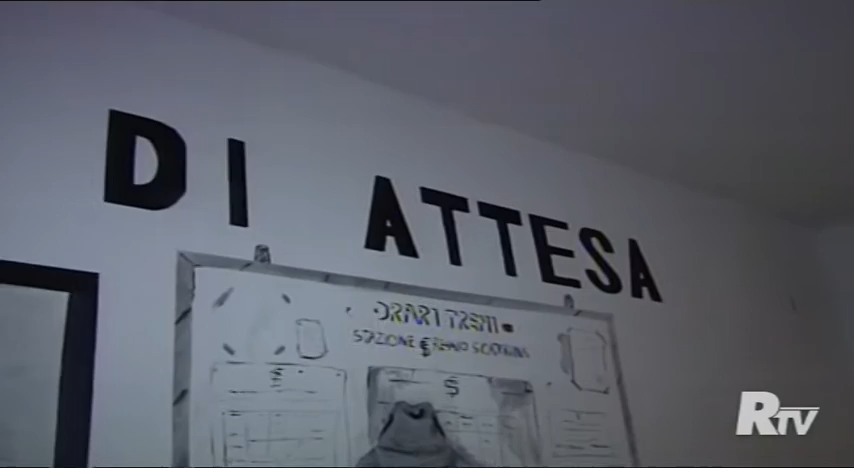 DI ATTESA
ORARI TRENI
STAZIONE
$
$
RTV